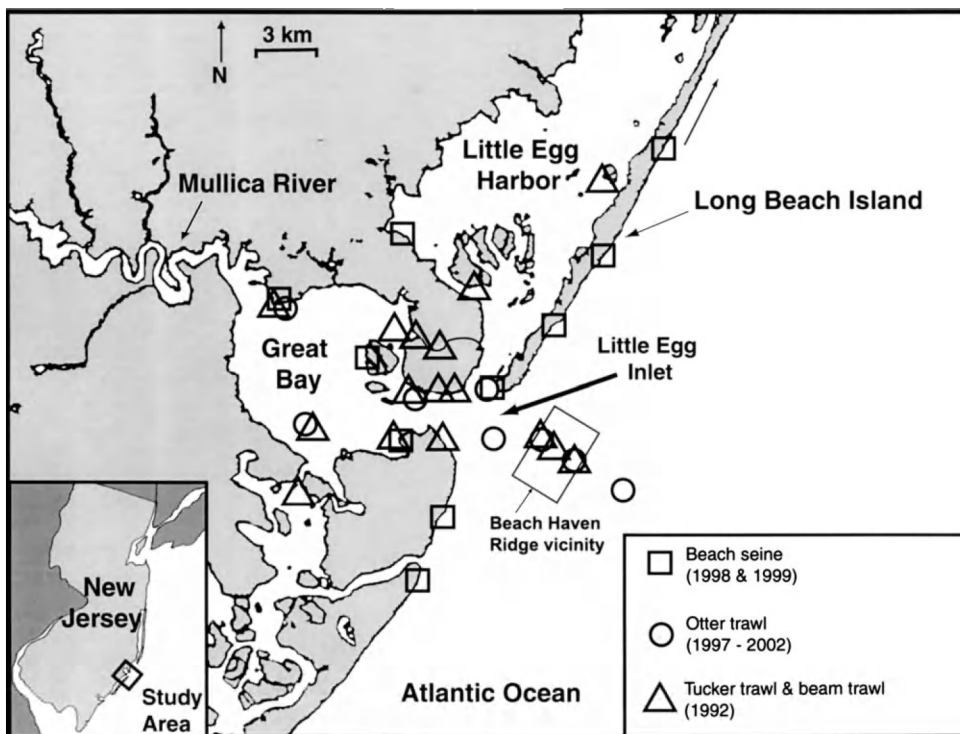 3 km
N
Little Egg
Harbor
Mullica River
Long Beach Island
Great
Bay
Little Egg
Inlet
Beach Haven
Ridge vicinity
New
Jersey
Study
Area
Atlantic Ocean
Beach seine
(1998 & 1999)
Otter trawl
(1997 - 2002)
Tucker trawl & beam trawl
(1992)